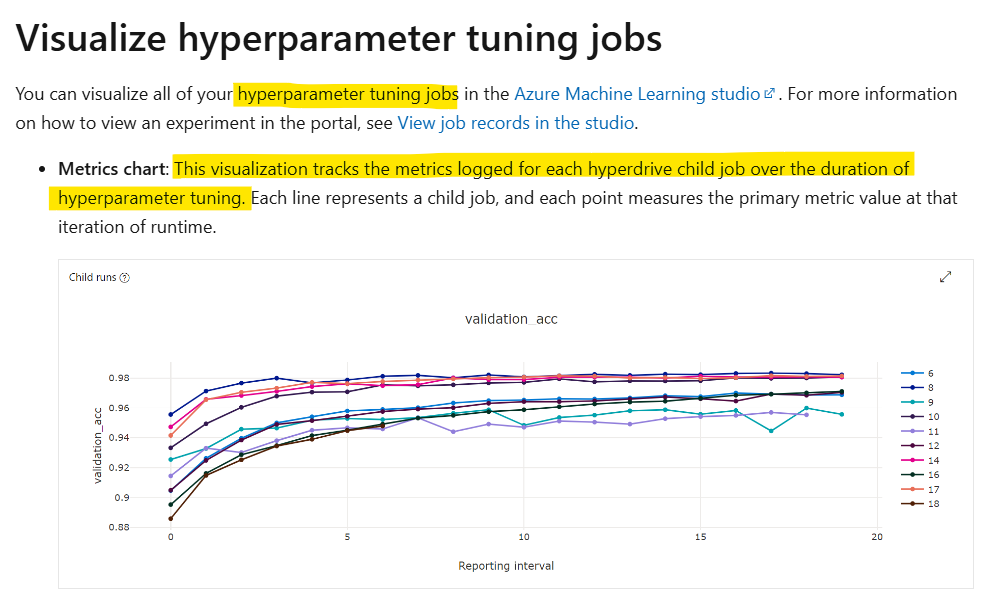 Visualize hyperparameter tuning jobs
You can visualize all of your hyperparameter tuning jobs in the Azure Machine Learning studio. For more information
on how to view an experiment in the portal, see View job records in the studio.
• Metrics chart: This visualization tracks the metrics logged for each hyperdrive child job over the duration of
hyperparameter tuning. Each line represents a child job, and each point measures the primary metric value at that
iteration of runtime.
Child runs ?
validation_acc
0.98
0.96
0.94
0.92
0.9
0.88
validation_acc
0 5 10 15 20
Reporting interval
6
8
9
10
11
12
14
16
17
18